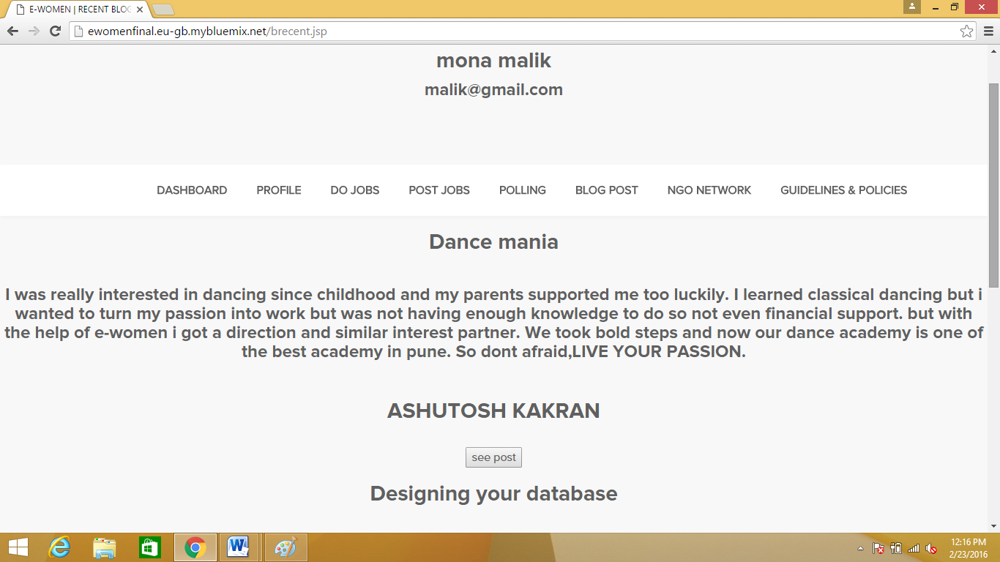 E-WOMEN | RECENT BLOG
ewomenfinal.eu-gb.mybluemix.net/brecent.jsp
mona malik
malik@gmail.com
DASHBOARD PROFILE DO JOBS POST JOBS POLLING BLOG POST NGO NETWORK GUIDELINES & POLICIES
Dance mania
I was really interested in dancing since childhood and my parents supported me too luckily. I learned classical dancing but i
wanted to turn my passion into work but was not having enough knowledge to do so not even financial support. but with
the help of e-women i got a direction and similar interest partner. We took bold steps and now our dance academy is one of
the best academy in pune. So dont afraid,LIVE YOUR PASSION.
ASHUTOSH KAKRAN
see post
Designing your database
12:16 PM
2/23/2016